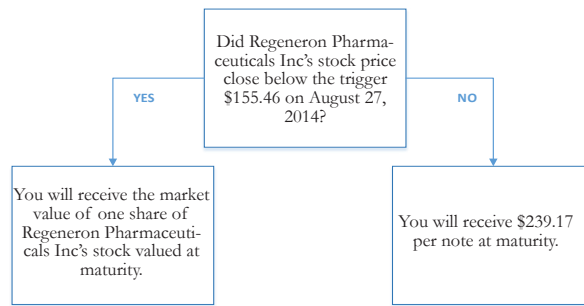 Did Regeneron Pharma-
ceuticals Inc's stock price
close below the trigger
$155.46 on August 27,
2014?
YES
NO
You will receive the market
value of one share of
Regeneron Pharmaceuti-
cals Inc's stock valued at
maturity.
You will receive $239.17
per note at maturity.